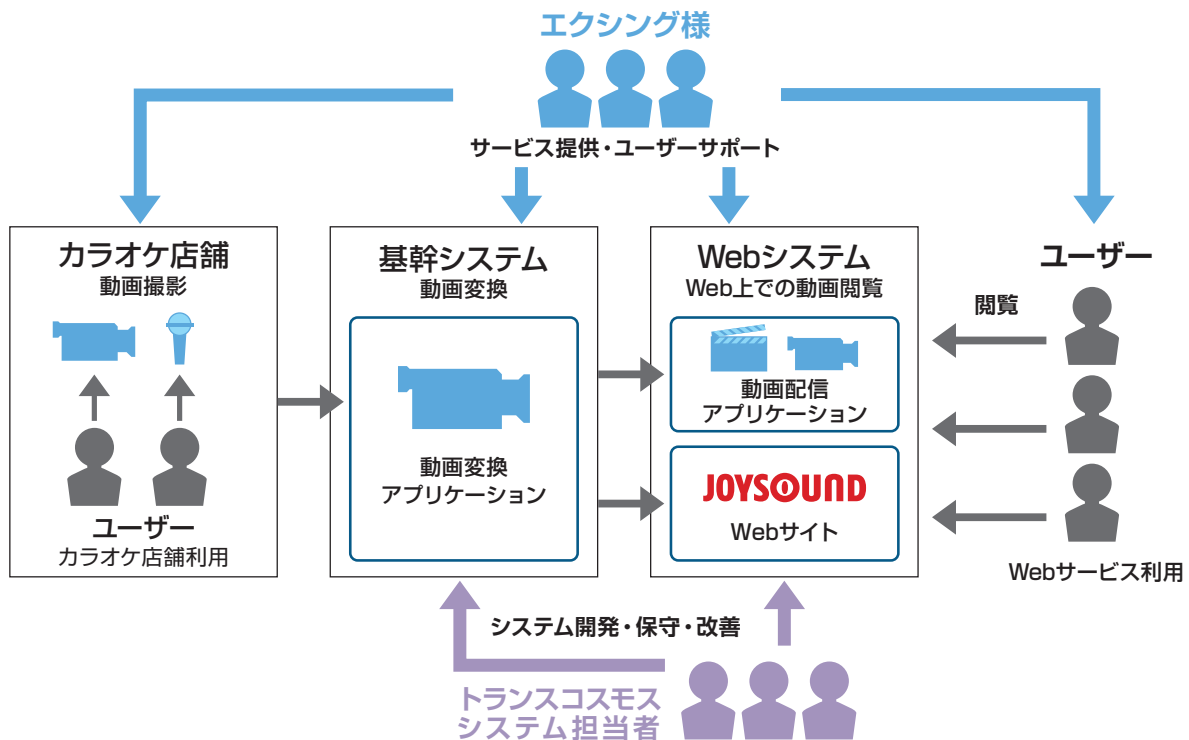 エクシング様
サービス提供・ユーザーサポート
カラオケ店舗
動画撮影
ユーザー
カラオケ店舗利用
基幹システム
動画変換
動画変換
アプリケーション
Webシステム
Web上での動画閲覧
動画配信
アプリケーション
JOYSOUND
Webサイト
ユーザー
閲覧
Webサービス利用
システム開発・保守・改善
トランスコスモス
システム担当者